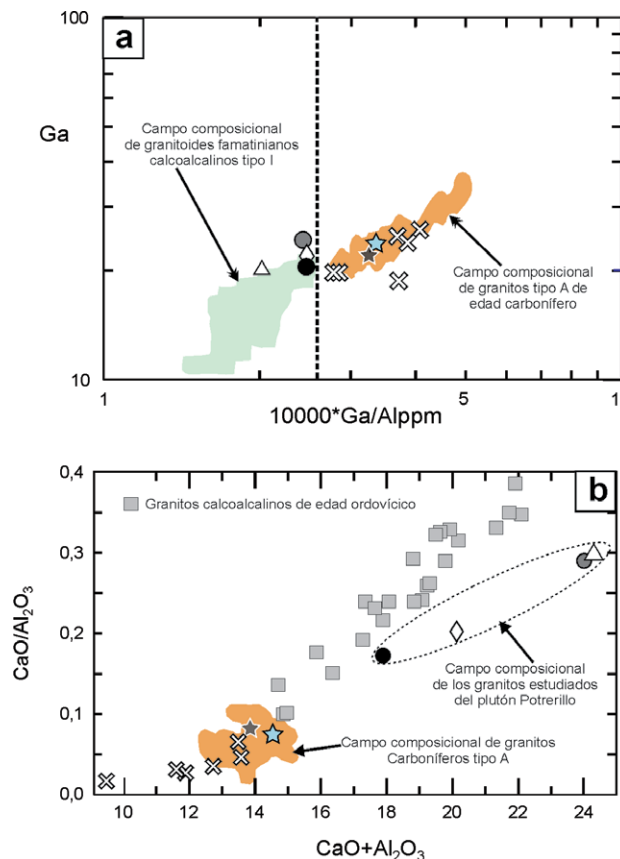 a
100
Ga
10
Campo composicional
de granitoides famatinianos
calcoalcalinos tipo I
Campo composicional
de granitos tipo A de
edad carbonífero
1
5
1
10000*Ga/Alppm
b
0,4
0,3
0,2
0,1
0,0
CaO/Al₂O₃
Granitos calcoalcalinos de edad ordovícico
Campo composicional
de los granitos estudiados
del plutón Potrerillo
Campo composicional de granitos
Carboníferos tipo A
10 12 14 16 18 20 22 24
CaO+Al₂O₃